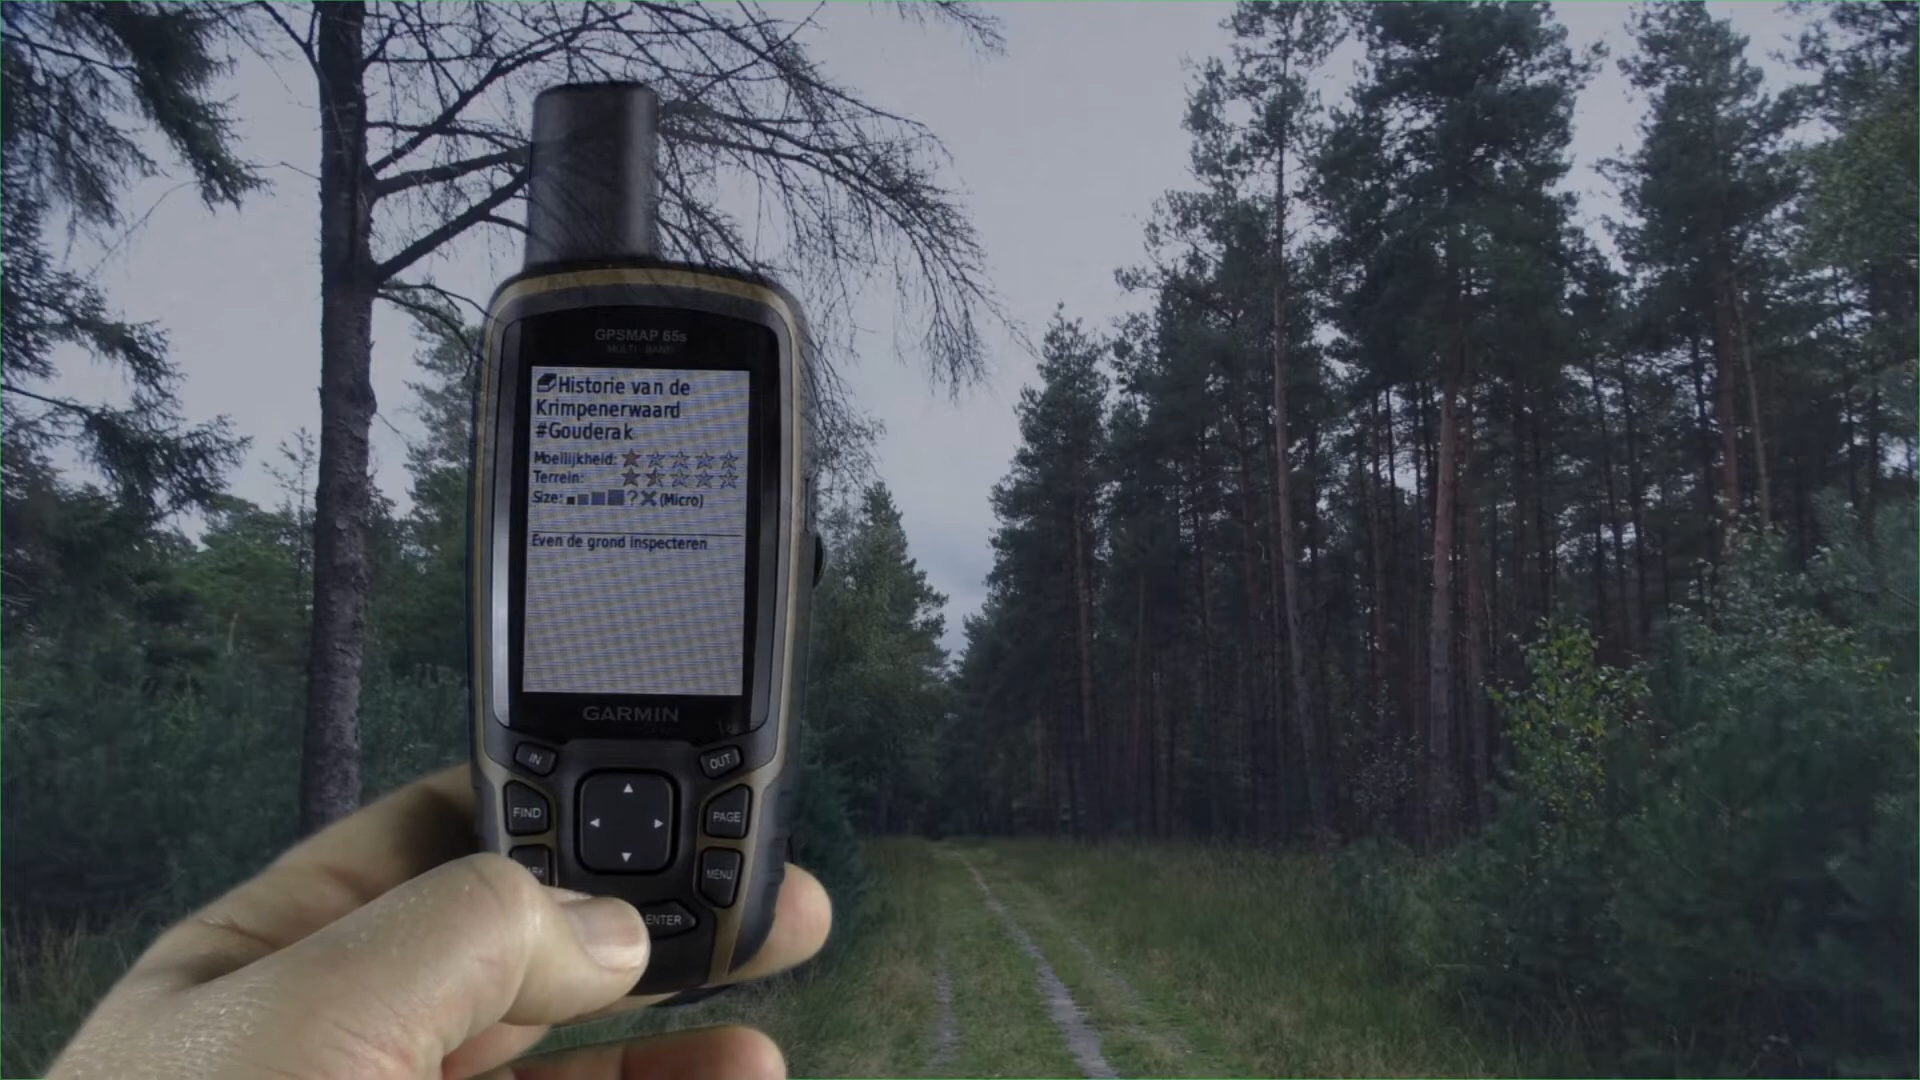 GPSMAP 65s
MULTI-BAND
Historie van de
Krimpenerwaard
#Gouderak
Moeilijkheid:
Terrein:
Size: ? (Micro)
Even de grond inspecteren
GARMIN
IN
OUT
FIND
PAGE
MENU
ENTER